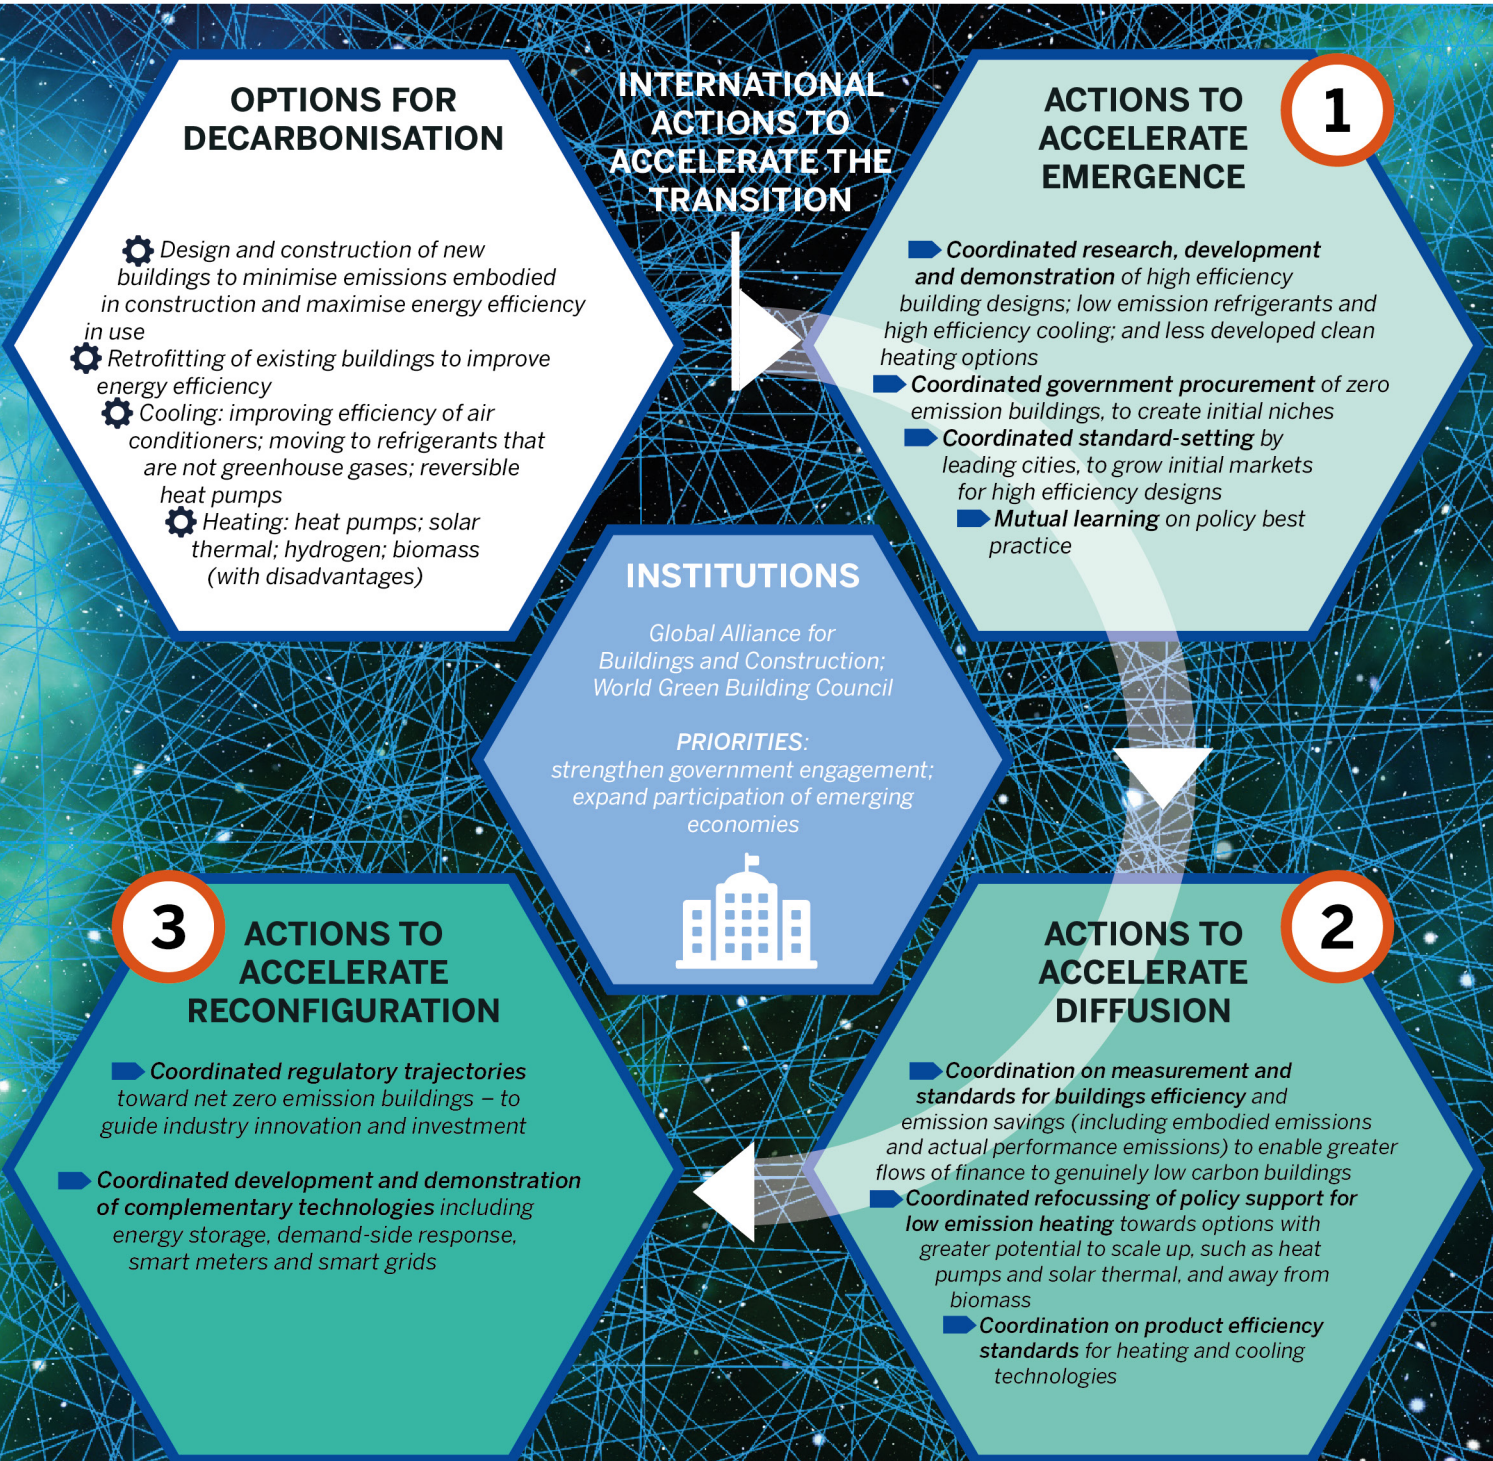 OPTIONS FOR
DECARBONISATION
Design and construction of new
buildings to minimise emissions embodied
in construction and maximise energy efficiency
in use
Retrofitting of existing buildings to improve
energy efficiency
Cooling: improving efficiency of air
conditioners; moving to refrigerants that
are not greenhouse gases; reversible
heat pumps
Heating: heat pumps; solar
thermal; hydrogen; biomass
(with disadvantages)
INTERNATIONAL
ACTIONS TO
ACCELERATE THE
TRANSITION
1
ACTIONS TO
ACCELERATE
EMERGENCE
Coordinated research, development
and demonstration of high efficiency
building designs; low emission refrigerants and
high efficiency cooling; and less developed clean
heating options
Coordinated government procurement of zero
emission buildings, to create initial niches
Coordinated standard-setting by
leading cities, to grow initial markets
for high efficiency designs
Mutual learning on policy best
practice
INSTITUTIONS
Global Alliance for
Buildings and Construction;
World Green Building Council
PRIORITIES:
strengthen government engagement;
expand participation of emerging
economies
2
ACTIONS TO
ACCELERATE
DIFFUSION
Coordination on measurement and
standards for buildings efficiency and
emission savings (including embodied emissions
and actual performance emissions) to enable greater
flows of finance to genuinely low carbon buildings
Coordinated refocussing of policy support for
low emission heating towards options with
greater potential to scale up, such as heat
pumps and solar thermal, and away from
biomass
Coordination on product efficiency
standards for heating and cooling
technologies
3
ACTIONS TO
ACCELERATE
RECONFIGURATION
Coordinated regulatory trajectories
toward net zero emission buildings – to
guide industry innovation and investment
Coordinated development and demonstration
of complementary technologies including
energy storage, demand-side response,
smart meters and smart grids